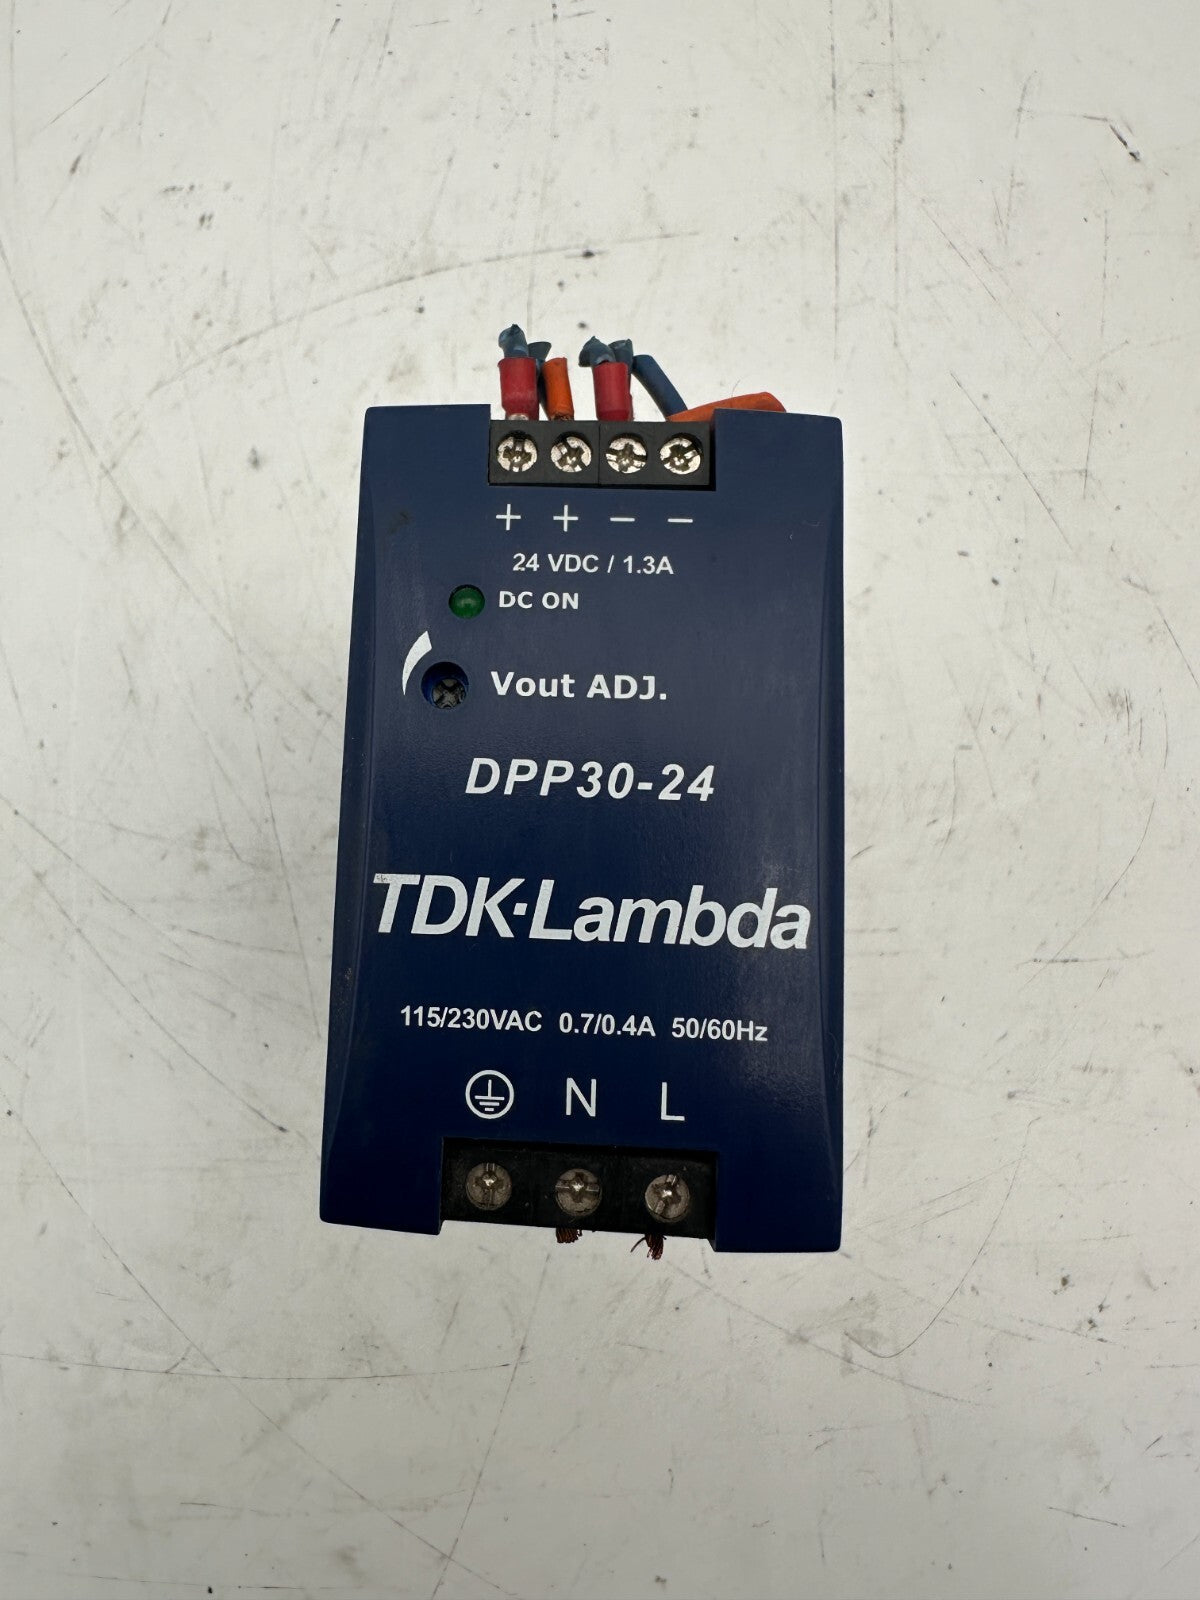 + + − −
24 VDC / 1.3A
DC ON
Vout ADJ.
DPP30-24
TDK·Lambda
115/230VAC 0.7/0.4A 50/60Hz
N L